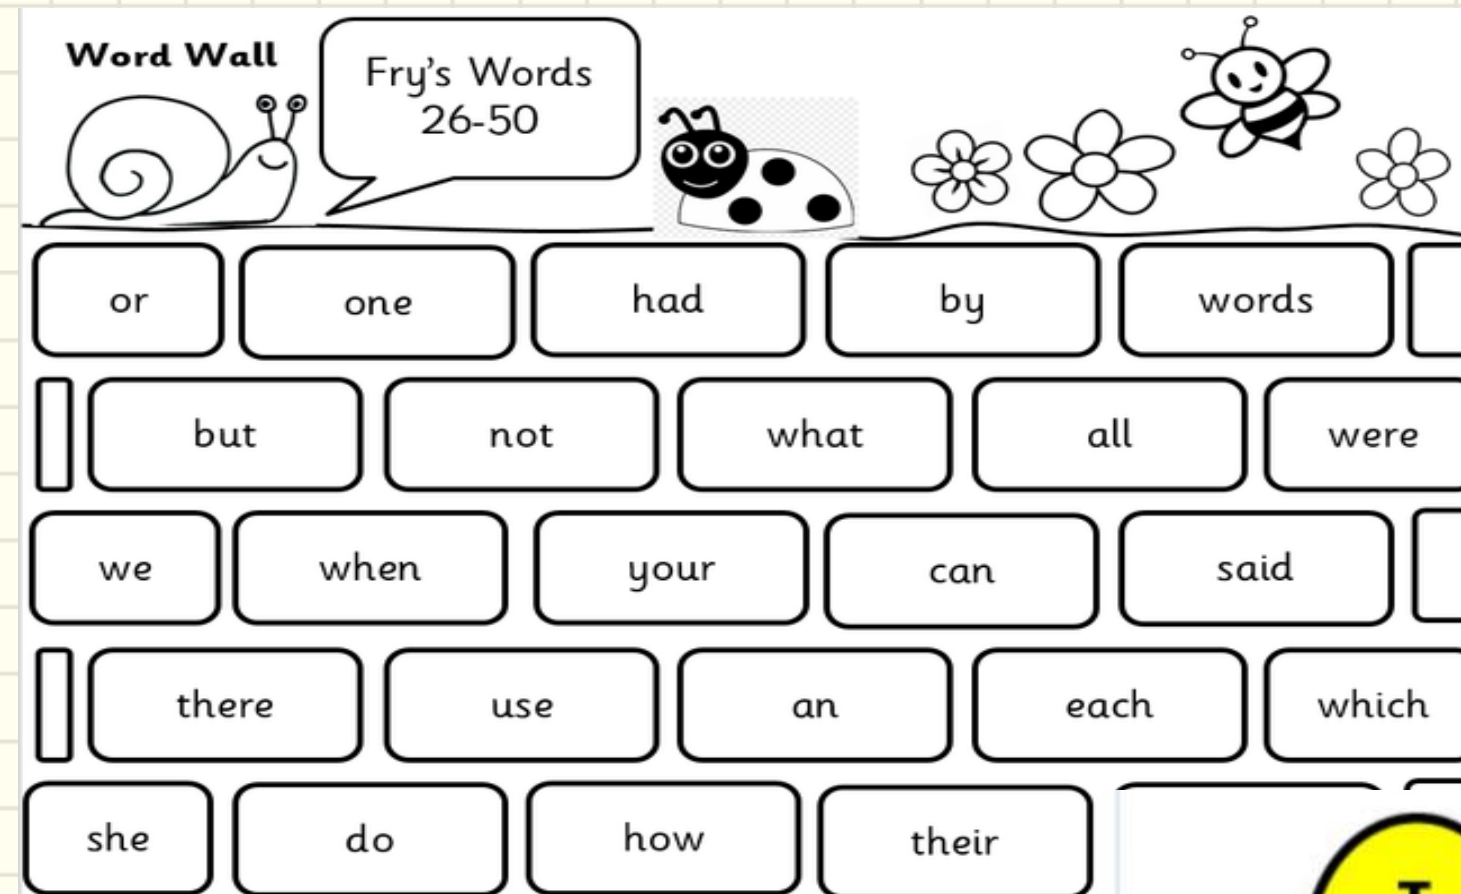 Word Wall
Fry's Words
26-50
or one had by words
but not what all were
we when your can said
there use an each which
she do how their